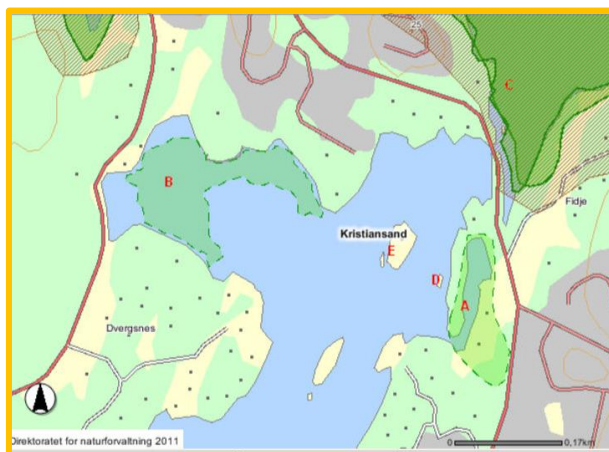 25
C
B
Fidje
Kristiansand
E
D
A
Dvergsnes
Direktoratet for naturforvaltning 2011
0
0,17km